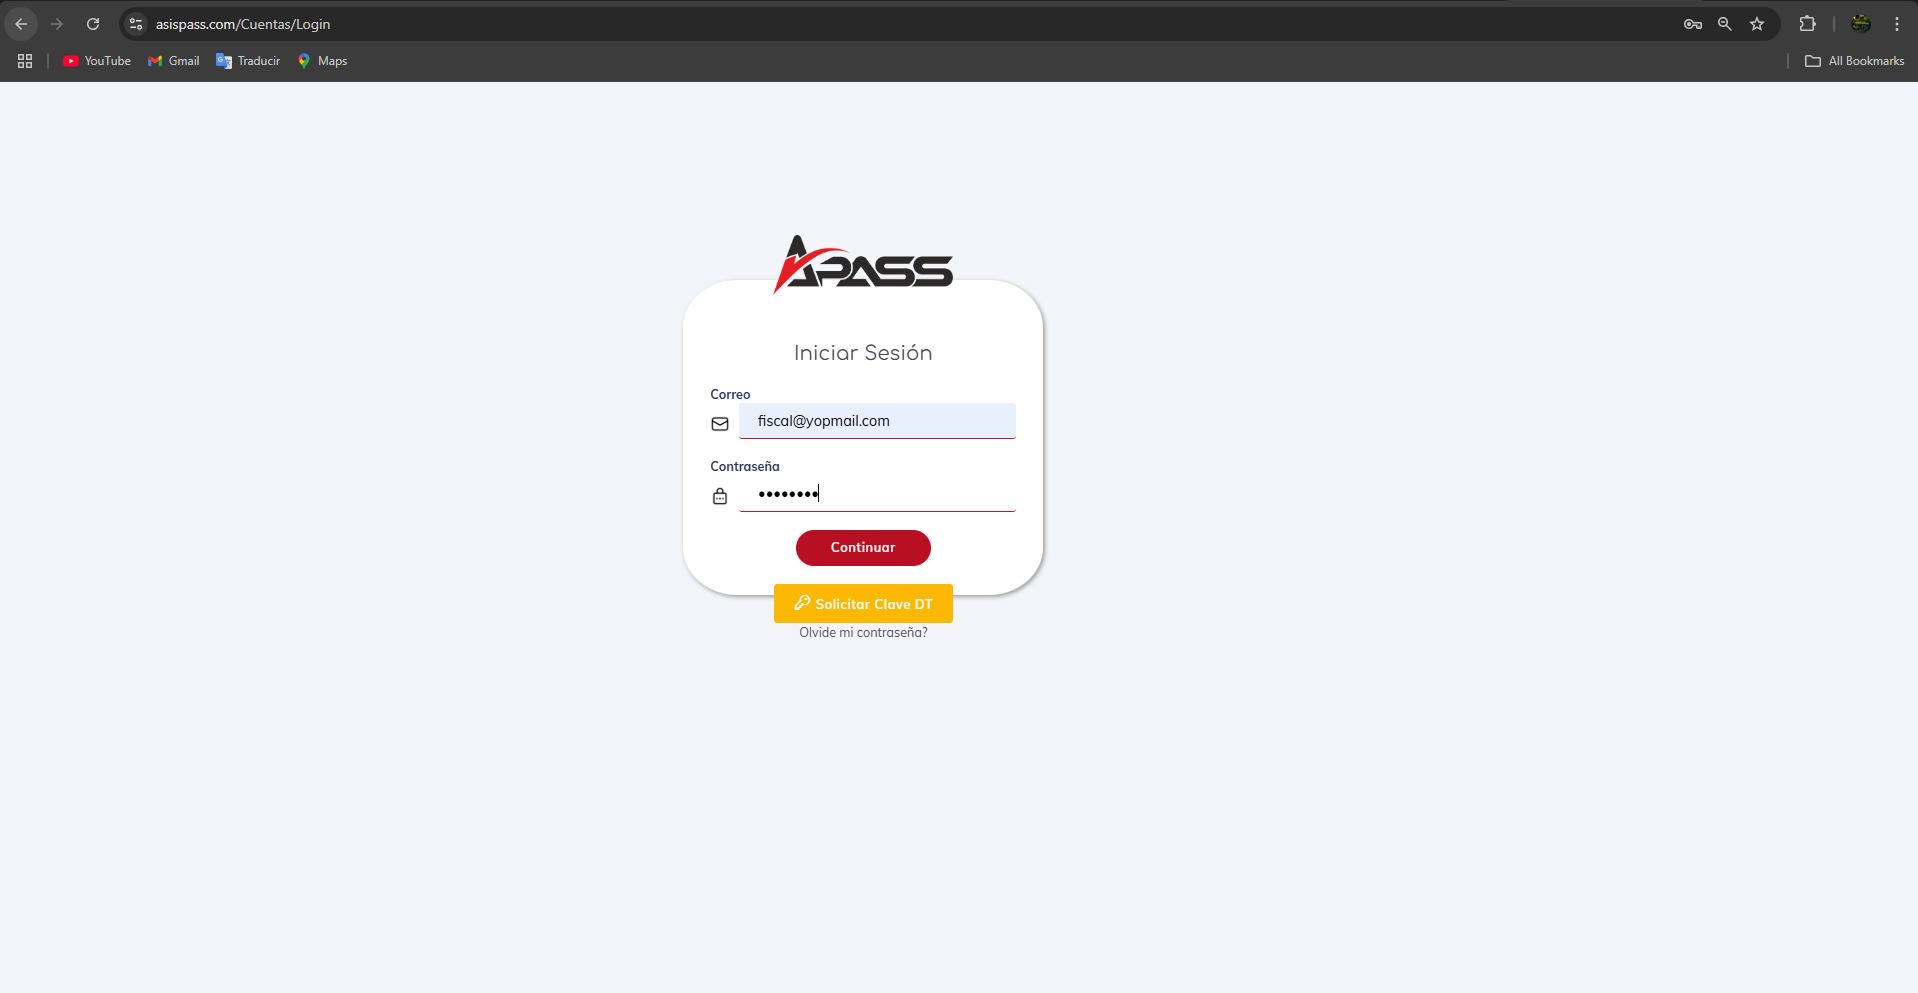 asispass.com/Cuentas/Login
YouTube
Gmail
Traducir
Maps
All Bookmarks
APASS
Iniciar Sesión
Correo
fiscal@yopmail.com
Contraseña
••••••••
Continuar
Solicitar Clave DT
Olvide mi contraseña?